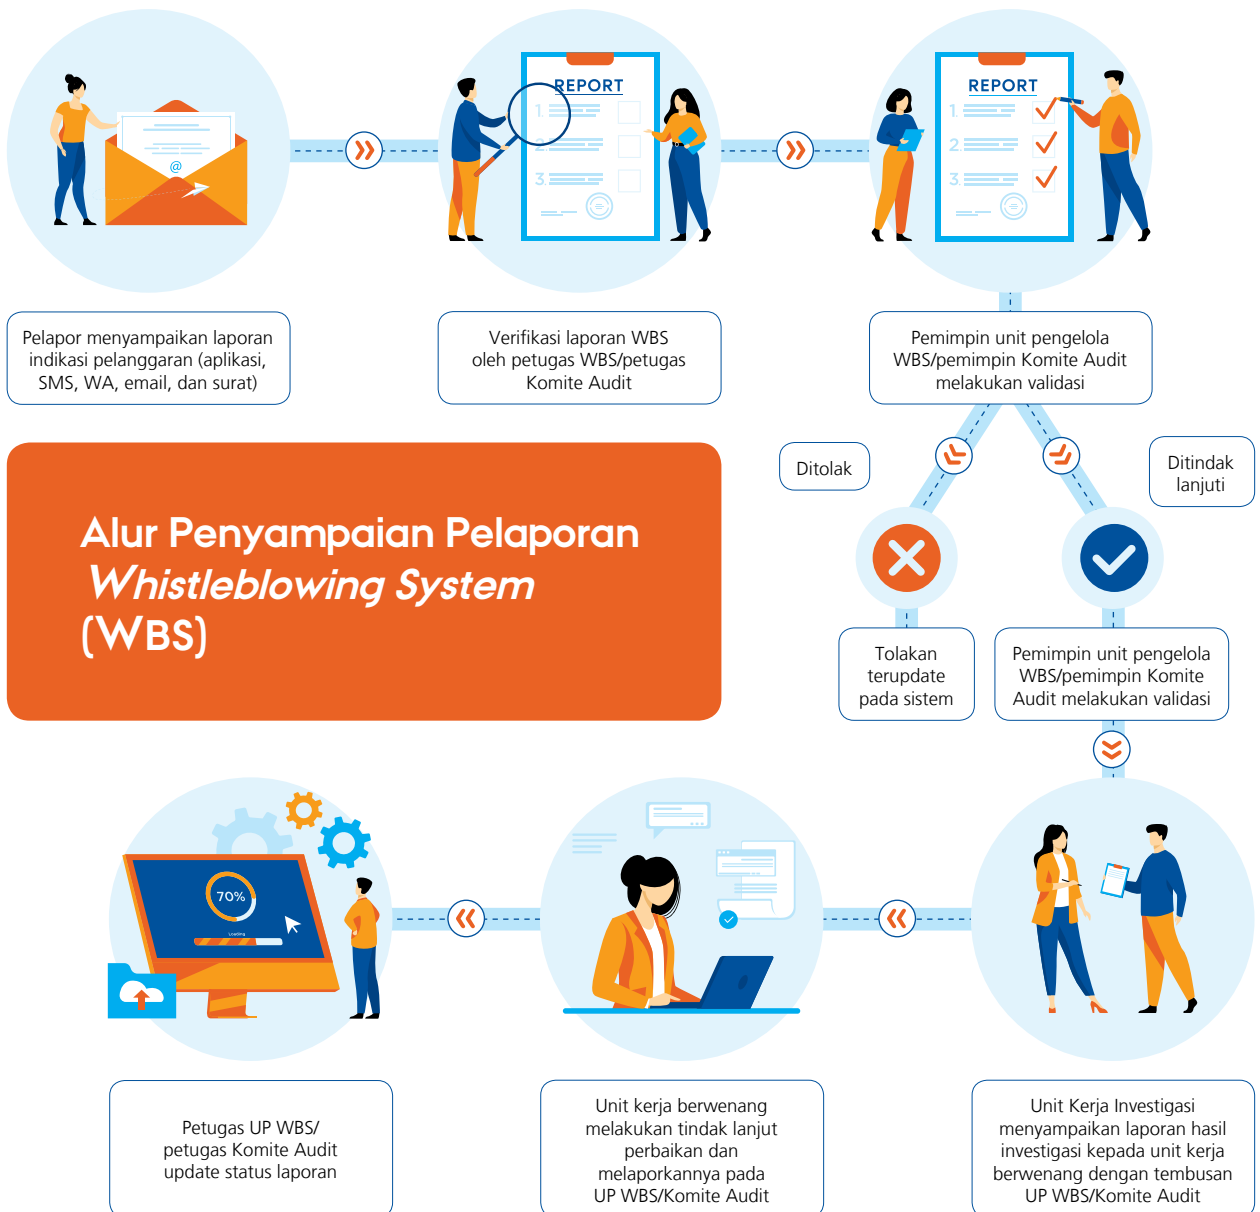 REPORT
1.
2.
3.
@
REPORT
1.
2.
3.
Pelapor menyampaikan laporan
indikasi pelanggaran (aplikasi,
SMS, WA, email, dan surat)
Verifikasi laporan WBS
oleh petugas WBS/petugas
Komite Audit
Pemimpin unit pengelola
WBS/pemimpin Komite Audit
melakukan validasi
Ditolak
Ditindak
lanjuti
Alur Penyampaian Pelaporan
Whistleblowing System
(WBS)
Tolakan
terupdate
pada sistem
Pemimpin unit pengelola
WBS/pemimpin Komite
Audit melakukan validasi
70%
Loading
Petugas UP WBS/
petugas Komite Audit
update status laporan
Unit kerja berwenang
melakukan tindak lanjut
perbaikan dan
melaporkannya pada
UP WBS/Komite Audit
Unit Kerja Investigasi
menyampaikan laporan hasil
investigasi kepada unit kerja
berwenang dengan tembusan
UP WBS/Komite Audit